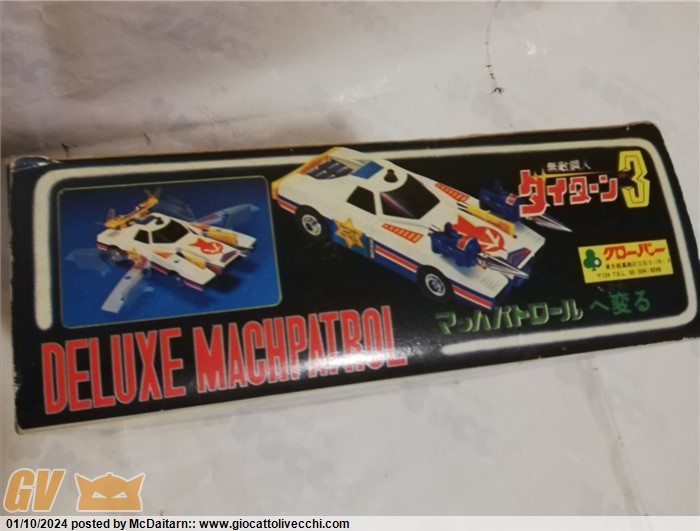 無敵鋼人
ダイターン3
クローバー
マッハパトロール へ変る
DELUXE MACHPATROL
GV
01/10/2024 posted by McDaitarn:: www.giocattolivecchi.com